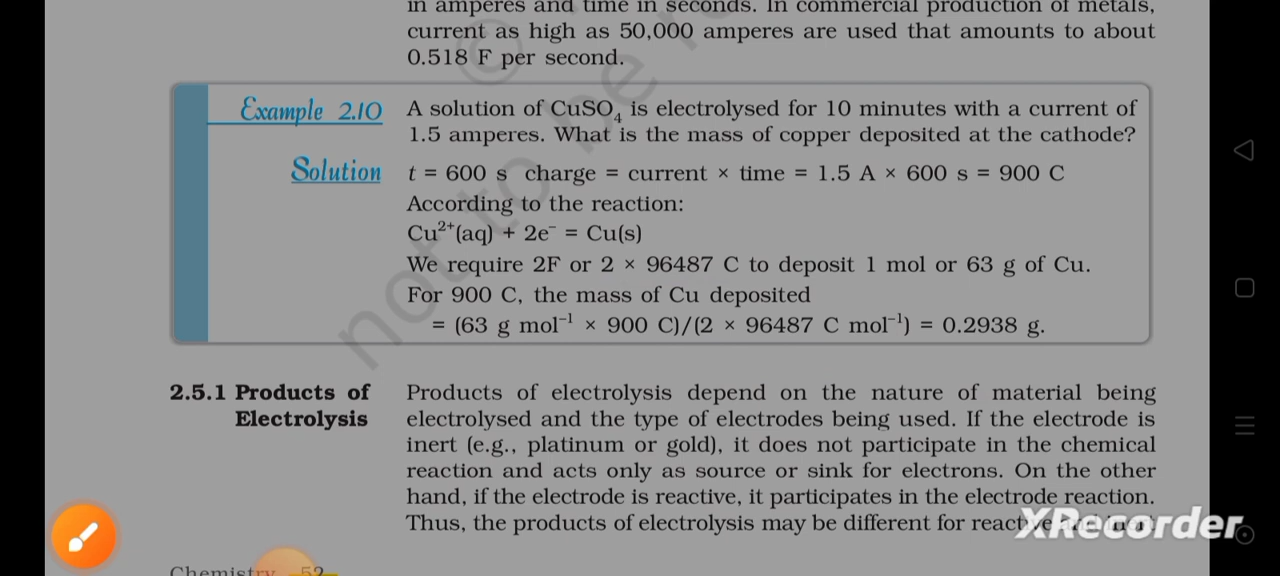 in amperes and time in seconds. In commercial production of metals,
current as high as 50,000 amperes are used that amounts to about
0.518 F per second.
Example 2.10
A solution of CuSO₄ is electrolysed for 10 minutes with a current of
1.5 amperes. What is the mass of copper deposited at the cathode?
Solution
t = 600 s charge = current × time = 1.5 A × 600 s = 900 C
According to the reaction:
Cu²⁺(aq) + 2e⁻ = Cu(s)
We require 2F or 2 × 96487 C to deposit 1 mol or 63 g of Cu.
For 900 C, the mass of Cu deposited
= (63 g mol⁻¹ × 900 C)/(2 × 96487 C mol⁻¹) = 0.2938 g.
2.5.1 Products of
Electrolysis
Products of electrolysis depend on the nature of material being
electrolysed and the type of electrodes being used. If the electrode is
inert (e.g., platinum or gold), it does not participate in the chemical
reaction and acts only as source or sink for electrons. On the other
hand, if the electrode is reactive, it participates in the electrode reaction.
Thus, the products of electrolysis may be different for
XRecorder
Chemistry 52
© not to be